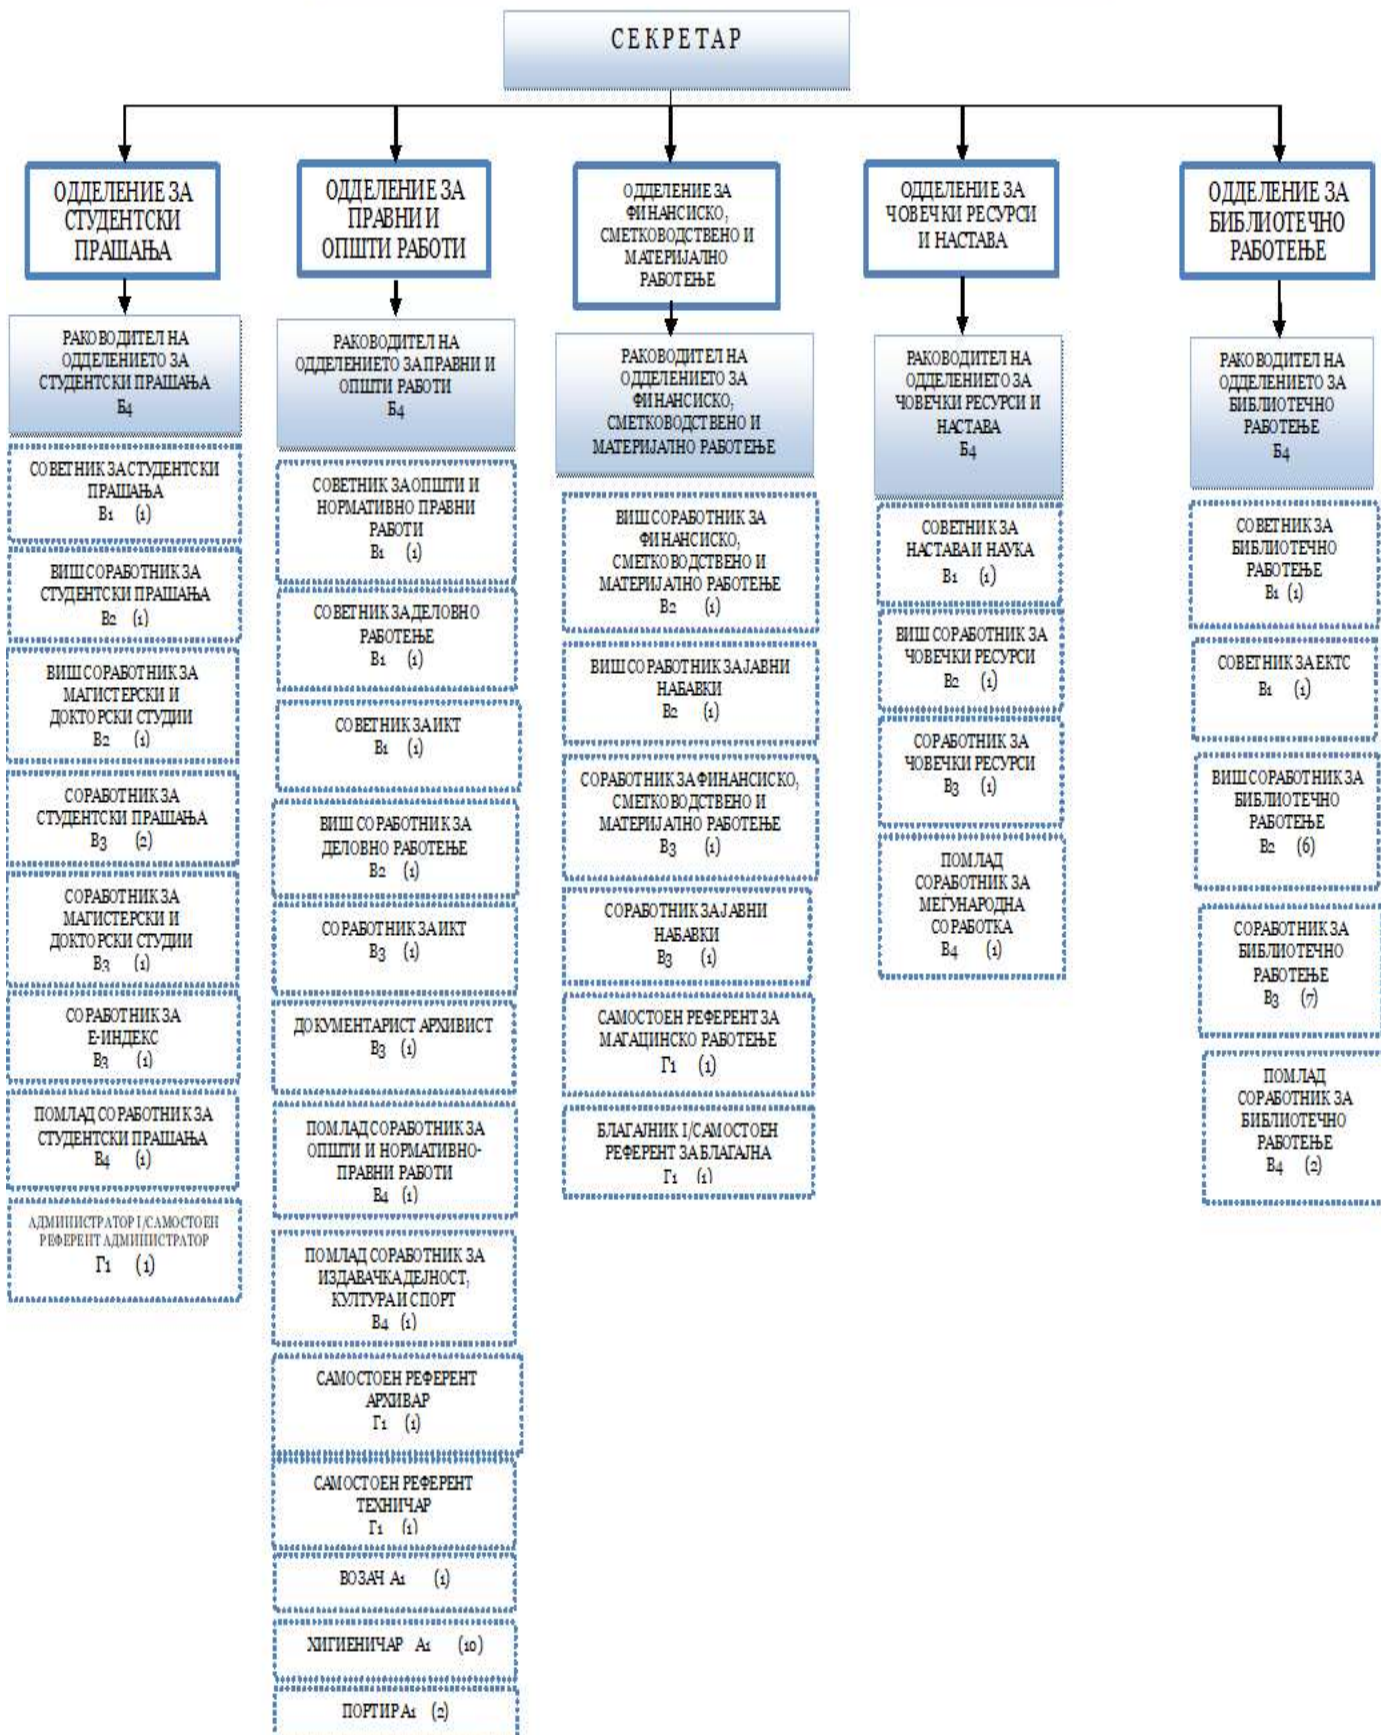 СЕКРЕТАР
ОДДЕЛЕНИЕ ЗА
СТУДЕНТСКИ
ПРАШАЊА
РАКОВОДИТЕЛ НА
ОДДЕЛЕНИЕТО ЗА
СТУДЕНТСКИ ПРАШАЊА
Б4
СОВЕТНИК ЗА СТУДЕНТСКИ
ПРАШАЊА
В1 (1)
ВИШ СОРАБОТНИК ЗА
СТУДЕНТСКИ ПРАШАЊА
В2 (1)
ВИШ СОРАБОТНИК ЗА
МАГИСТЕРСКИ И
ДОКТОРСКИ СТУДИИ
В2 (1)
СОРАБОТНИК ЗА
СТУДЕНТСКИ ПРАШАЊА
В3 (2)
СОРАБОТНИК ЗА
МАГИСТЕРСКИ И
ДОКТОРСКИ СТУДИИ
В3 (1)
СОРАБОТНИК ЗА
Е-ИНДЕКС
В3 (1)
ПОМЛАД СОРАБОТНИК ЗА
СТУДЕНТСКИ ПРАШАЊА
В4 (1)
АДМИНИСТРАТОР I/САМОСТОЕН
РЕФЕРЕНТ АДМИНИСТРАТОР
Г1 (1)
ОДДЕЛЕНИЕ ЗА
ПРАВНИ И
ОПШТИ РАБОТИ
РАКОВОДИТЕЛ НА
ОДДЕЛЕНИЕТО ЗА ПРАВНИ И
ОПШТИ РАБОТИ
Б4
СОВЕТНИК ЗА ОПШТИ И
НОРМАТИВНО ПРАВНИ
РАБОТИ
В1 (1)
СОВЕТНИК ЗА ДЕЛОВНО
РАБОТЕЊЕ
В1 (1)
СОВЕТНИК ЗА ИКТ
В1 (1)
ВИШ СОРАБОТНИК ЗА
ДЕЛОВНО РАБОТЕЊЕ
В2 (1)
СОРАБОТНИК ЗА ИКТ
В3 (1)
ДОКУМЕНТАРИСТ АРХИВИСТ
В3 (1)
ПОМЛАД СОРАБОТНИК ЗА
ОПШТИ И НОРМАТИВНО-
ПРАВНИ РАБОТИ
В4 (1)
ПОМЛАД СОРАБОТНИК ЗА
ИЗДАВАЧКА ДЕЈНОСТ,
КУЛТУРА И СПОРТ
В4 (1)
САМОСТОЕН РЕФЕРЕНТ
АРХИВАР
Г1 (1)
САМОСТОЕН РЕФЕРЕНТ
ТЕХНИЧАР
Г1 (1)
ВОЗАЧ А1 (1)
ХИГИЕНИЧАР А1 (10)
ПОРТИР А1 (2)
ОДДЕЛЕНИЕ ЗА
ФИНАНСИСКО,
СМЕТКОВОДСТВЕНО И
МАТЕРИЈАЛНО
РАБОТЕЊЕ
РАКОВОДИТЕЛ НА
ОДДЕЛЕНИЕТО ЗА
ФИНАНСИСКО,
СМЕТКОВОДСТВЕНО И
МАТЕРИЈАЛНО РАБОТЕЊЕ
ВИШ СОРАБОТНИК ЗА
ФИНАНСИСКО,
СМЕТКОВОДСТВЕНО И
МАТЕРИЈАЛНО РАБОТЕЊЕ
В2 (1)
ВИШ СОРАБОТНИК ЗА ЈАВНИ
НАБАВКИ
В2 (1)
СОРАБОТНИК ЗА ФИНАНСИСКО,
СМЕТКОВОДСТВЕНО И
МАТЕРИЈАЛНО РАБОТЕЊЕ
В3 (1)
СОРАБОТНИК ЗА ЈАВНИ
НАБАВКИ
В3 (1)
САМОСТОЕН РЕФЕРЕНТ ЗА
МАГАЦИНСКО РАБОТЕЊЕ
Г1 (1)
БЛАГАЈНИК I/САМОСТОЕН
РЕФЕРЕНТ ЗА БЛАГАЈНА
Г1 (1)
ОДДЕЛЕНИЕ ЗА
ЧОВЕЧКИ РЕСУРСИ
И НАСТАВА
РАКОВОДИТЕЛ НА
ОДДЕЛЕНИЕТО ЗА
ЧОВЕЧКИ РЕСУРСИ И
НАСТАВА
Б4
СОВЕТНИК ЗА
НАСТАВА И НАУКА
В1 (1)
ВИШ СОРАБОТНИК ЗА
ЧОВЕЧКИ РЕСУРСИ
В2 (1)
СОРАБОТНИК ЗА
ЧОВЕЧКИ РЕСУРСИ
В3 (1)
ПОМЛАД
СОРАБОТНИК ЗА
МЕЃУНАРОДНА
СОРАБОТКА
В4 (1)
ОДДЕЛЕНИЕ ЗА
БИБЛИОТЕЧНО
РАБОТЕЊЕ
РАКОВОДИТЕЛ НА
ОДДЕЛЕНИЕТО ЗА
БИБЛИОТЕЧНО
РАБОТЕЊЕ
Б4
СОВЕТНИК ЗА
БИБЛИОТЕЧНО
РАБОТЕЊЕ
В1 (1)
СОВЕТНИК ЗА ЕКТС
В1 (1)
ВИШ СОРАБОТНИК ЗА
БИБЛИОТЕЧНО
РАБОТЕЊЕ
В2 (6)
СОРАБОТНИК ЗА
БИБЛИОТЕЧНО
РАБОТЕЊЕ
В3 (7)
ПОМЛАД
СОРАБОТНИК ЗА
БИБЛИОТЕЧНО
РАБОТЕЊЕ
В4 (2)